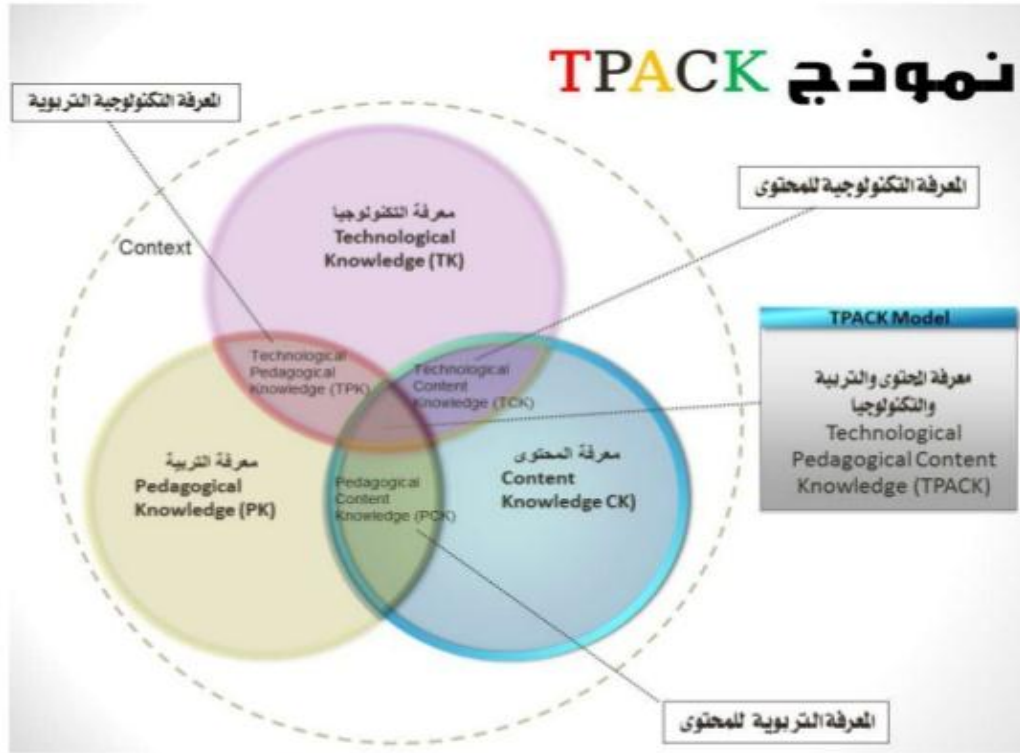 نموذج TPACK
المعرفة التكنولوجية التربوية
المعرفة التكنولوجية للمحتوى
Context
معرفة التكنولوجيا
Technological
Knowledge (TK)
TPACK Model
معرفة المحتوى والتربية
والتكنولوجيا
Technological
Pedagogical Content
Knowledge (TPACK)
Technological
Pedagogical
Knowledge (TPK)
Technological
Content
Knowledge (TCK)
معرفة التربية
Pedagogical
Knowledge (PK)
Pedagogical
Content
Knowledge (PCK)
معرفة المحتوى
Content
Knowledge CK)
المعرفة التربوية للمحتوى